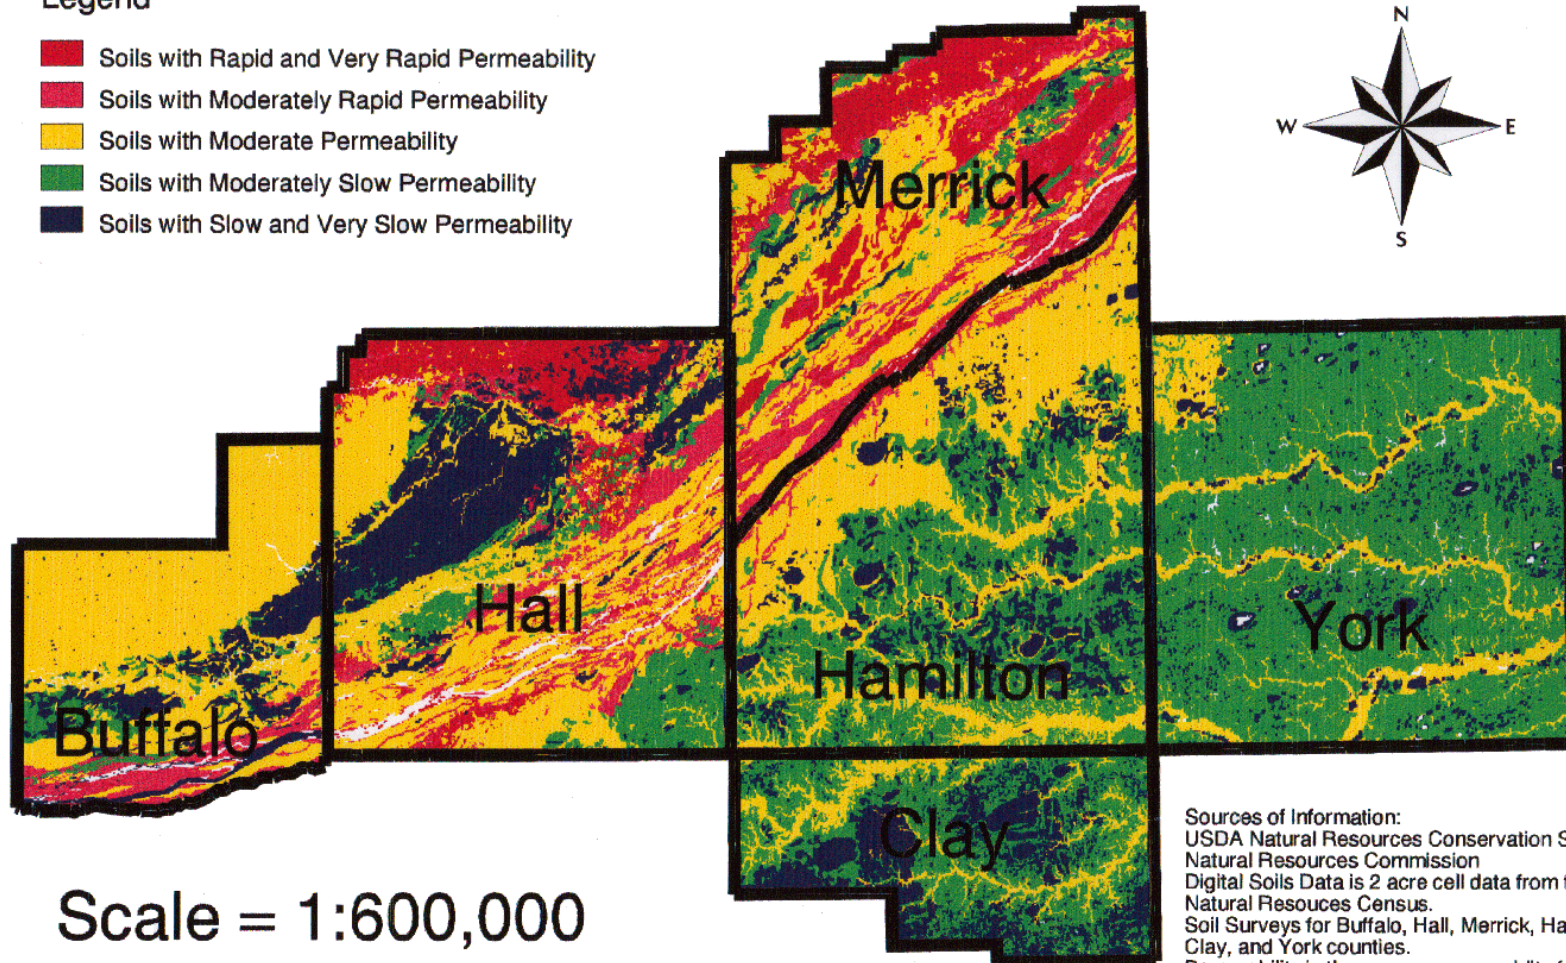 Legend
Soils with Rapid and Very Rapid Permeability
Soils with Moderately Rapid Permeability
Soils with Moderate Permeability
Soils with Moderately Slow Permeability
Soils with Slow and Very Slow Permeability
N
W E
S
Merrick
Hall
York
Hamilton
Buffalo
Clay
Scale = 1:600,000
Sources of Information:
USDA Natural Resources Conservation S
Natural Resources Commission
Digital Soils Data is 2 acre cell data from
Natural Resouces Census.
Soil Surveys for Buffalo, Hall, Merrick, Ha
Clay, and York counties.